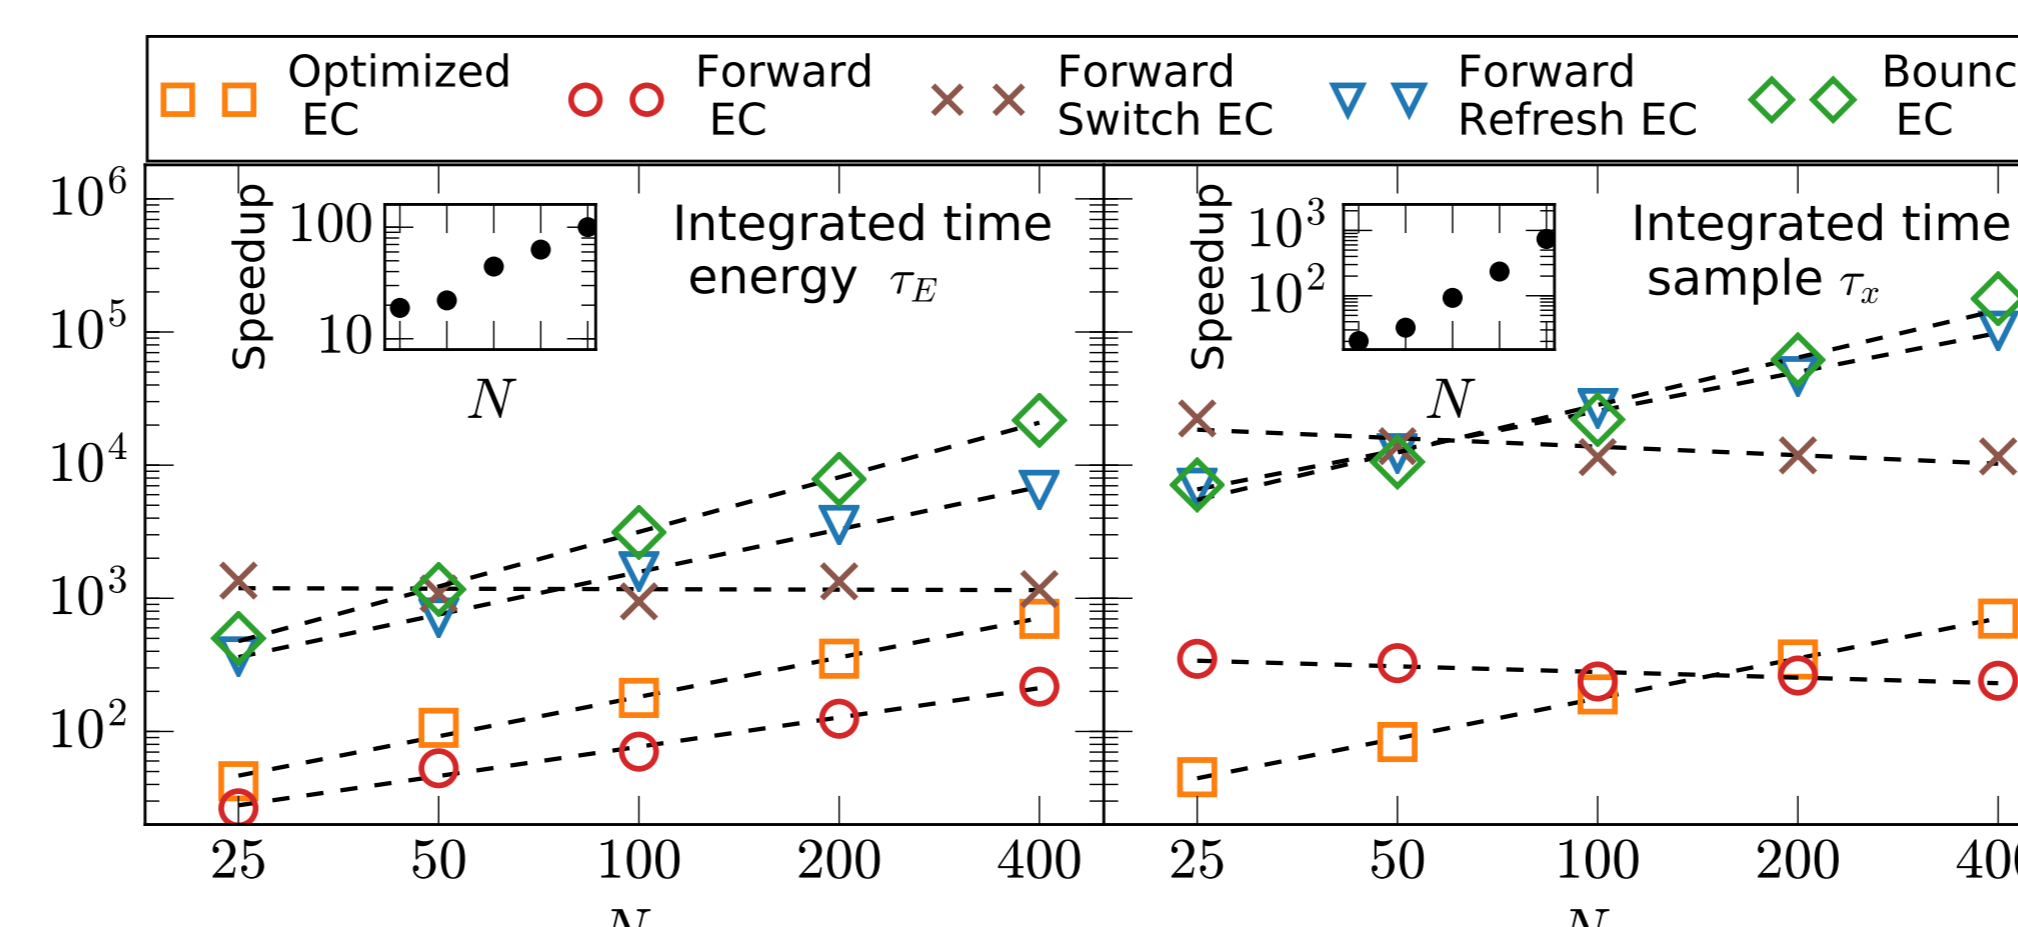 Optimized EC
Forward EC
Forward Switch EC
Forward Refresh EC
EC
10^6
10^5
10^4
10^3
10^2
Speedup
100
10
N
Integrated time
energy τ_E
25 50 100 200 400
N
Speedup
10^3
10^2
N
Integrated time
sample τ_x
25 50 100 200
N